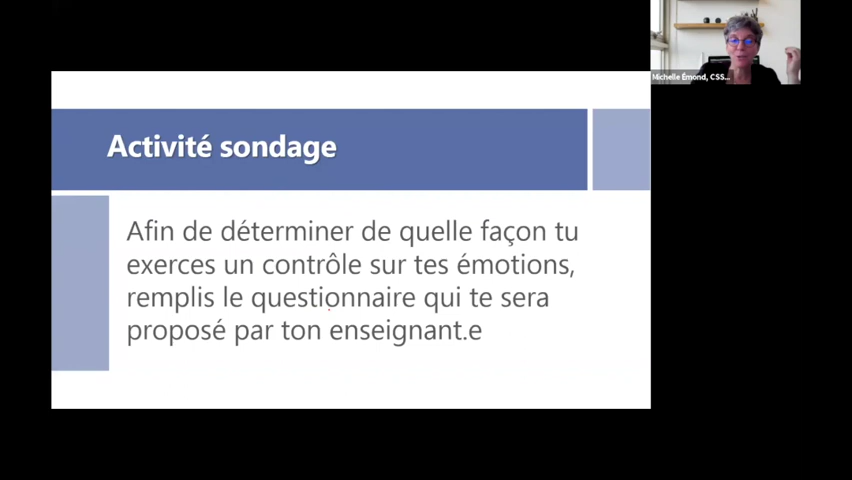 Michelle Émond, CSS...
Activité sondage
Afin de déterminer de quelle façon tu
exerces un contrôle sur tes émotions,
remplis le questionnaire qui te sera
proposé par ton enseignant.e